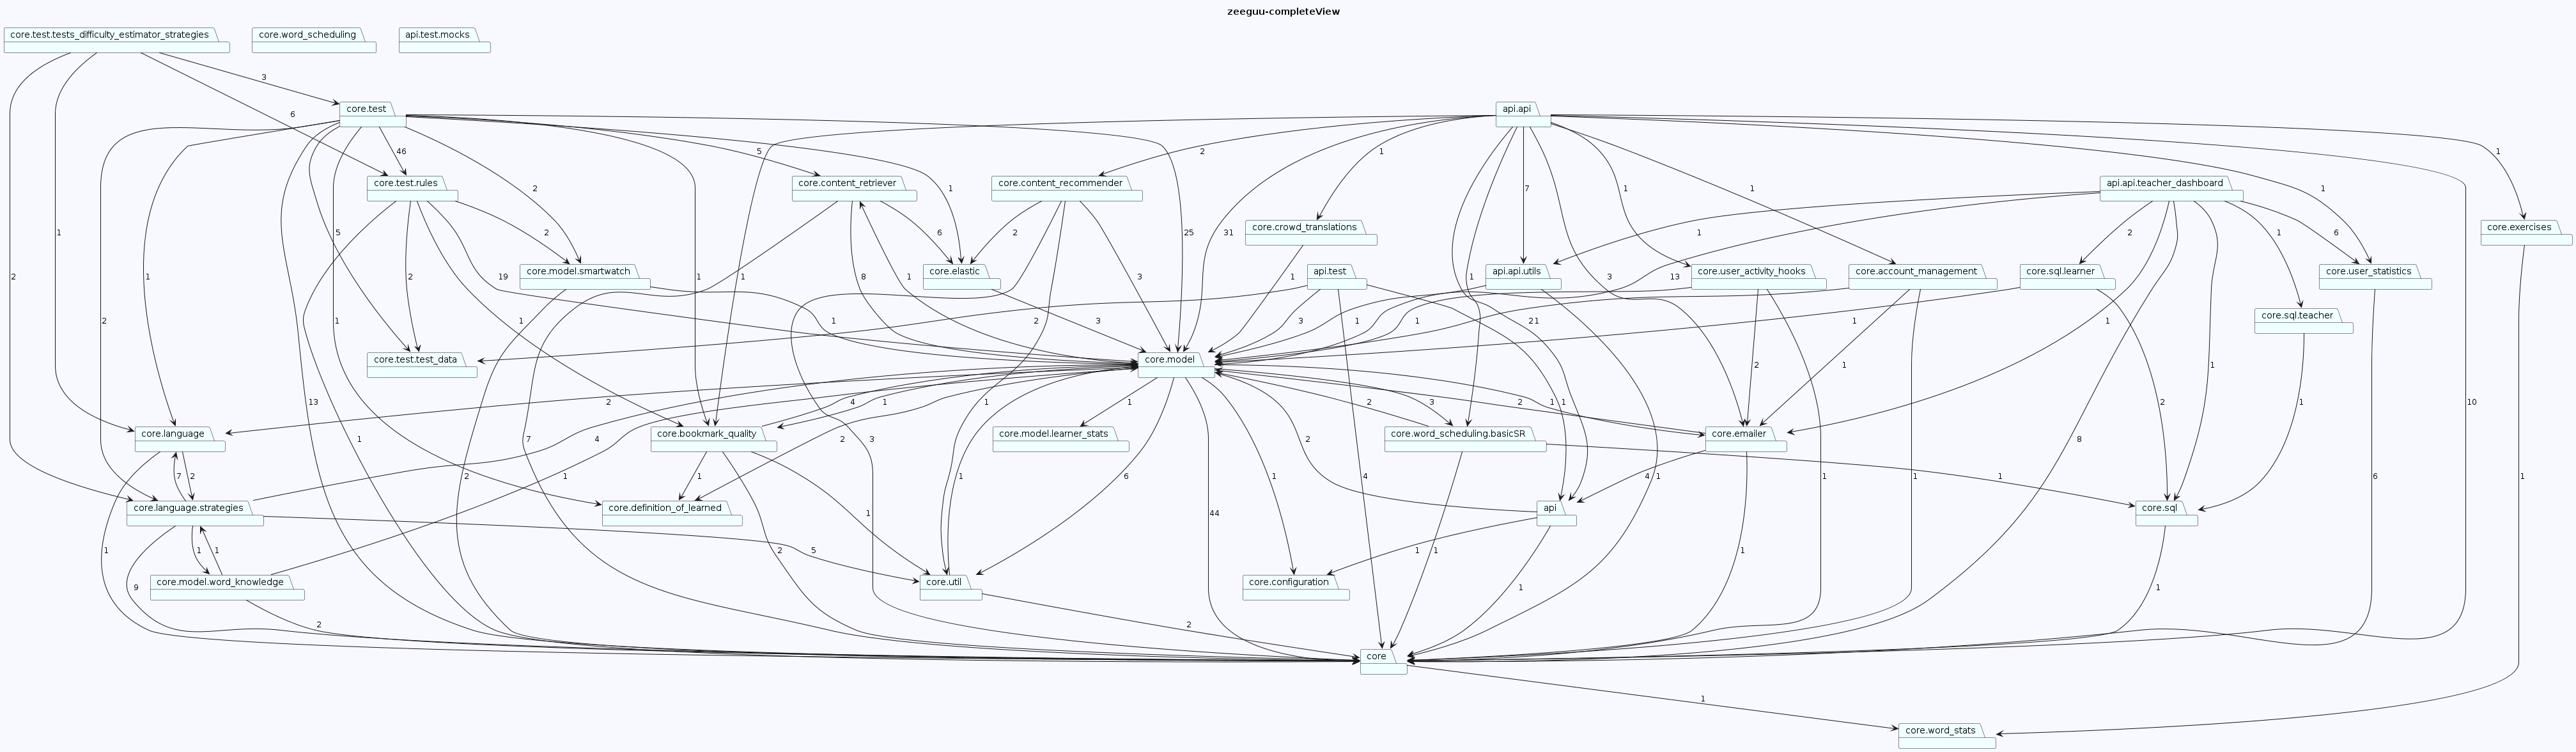 zeeguu-completeView
core.test.tests_difficulty_estimator_strategies
core.word_scheduling
api.test.mocks
3
core.test
api.api
6
46
5
2
1
1
7
1
1
1
1
core.test.rules
core.content_retriever
core.content_recommender
api.api.teacher_dashboard
2
1
25
31
3
core.crowd_translations
core.exercises
1
1
5
1
2
2
19
6
2
8
1
3
1
1
13
2
1
1
6
core.model.smartwatch
core.elastic
api.test
api.api.utils
core.user_activity_hooks
core.account_management
core.sql.learner
core.user_statistics
2
2
1
1
1
1
1
core.sql.teacher
1
3
2
3
1
1
1
21
1
2
1
1
core.test.test_data
core.model
2
13
4
1
2
1
1
2
3
2
1
1
2
1
10
core.language
core.bookmark_quality
core.model.learner_stats
core.word_scheduling.basicSR
core.emailer
7
3
2
8
4
7
2
1
1
1
6
2
4
1
4
1
1
6
1
core.language.strategies
core.definition_of_learned
api
core.sql
1
44
1
1
1
5
2
1
1
1
9
core.model.word_knowledge
core.util
core.configuration
1
1
2
2
core
1
core.word_stats